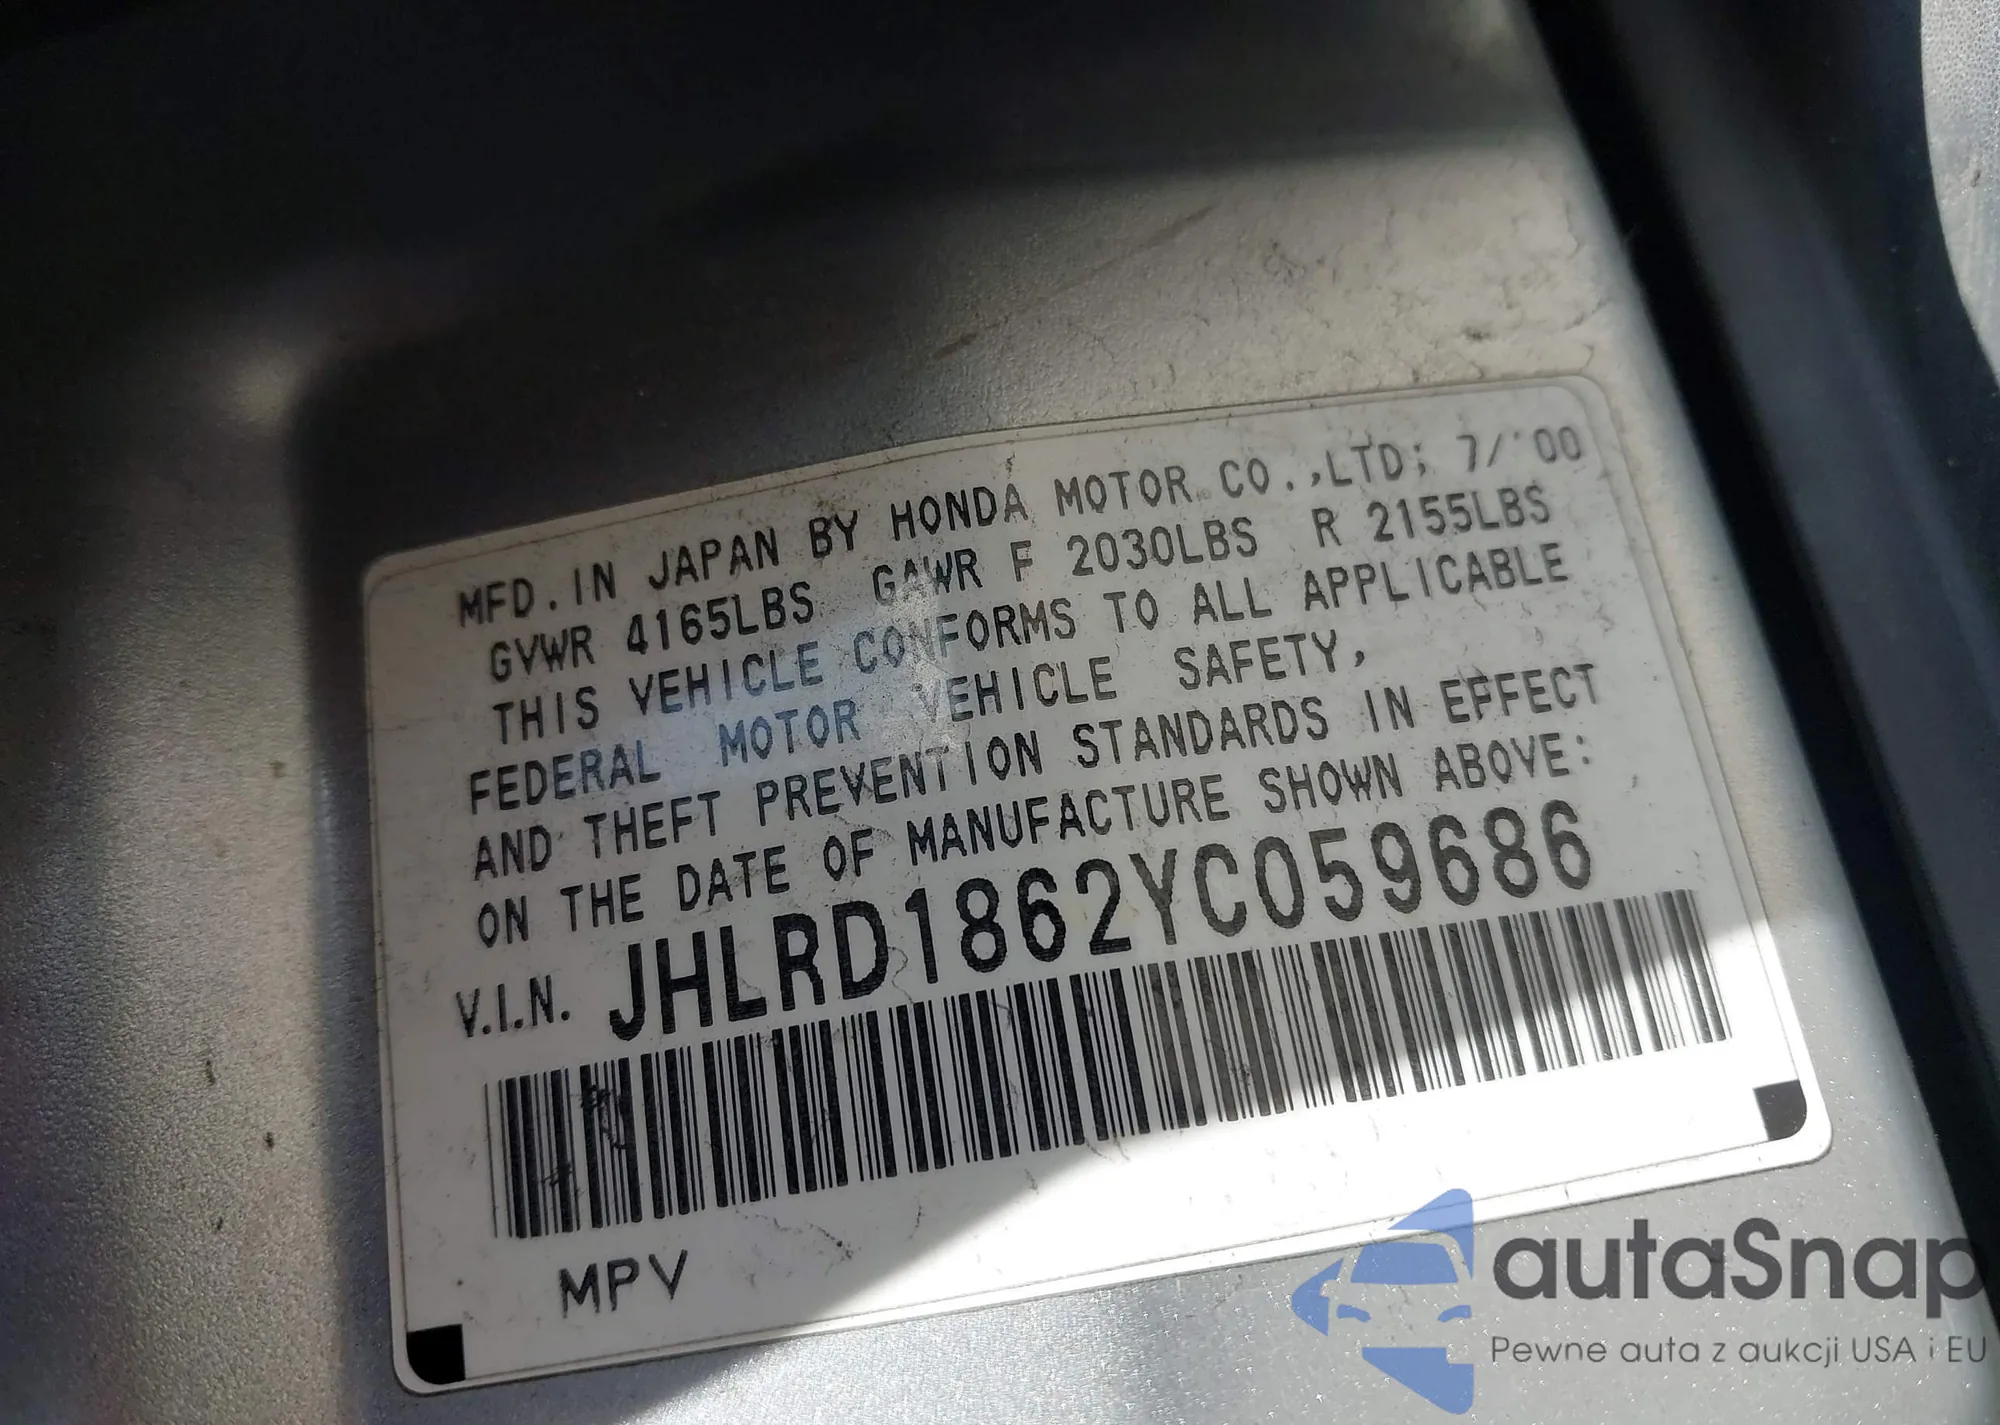 MFD. IN JAPAN BY HONDA MOTOR CO.,LTD; 7/'00
GVWR 4165LBS GAWR F 2030LBS R 2155LBS
THIS VEHICLE CONFORMS TO ALL APPLICABLE
FEDERAL MOTOR VEHICLE SAFETY,
AND THEFT PREVENTION STANDARDS IN EFFECT
ON THE DATE OF MANUFACTURE SHOWN ABOVE:
V.I.N. JHLRD1862YC059686
MPV
autaSnap
Pewne auta z aukcji USA i EU